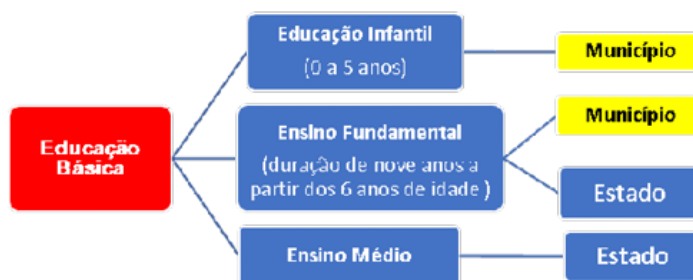 Educação Infantil
(0 a 5 anos)
Município
Educação
Básica
Ensino Fundamental
(duração de nove anos a
partir dos 6 anos de idade )
Município
Estado
Ensino Médio
Estado